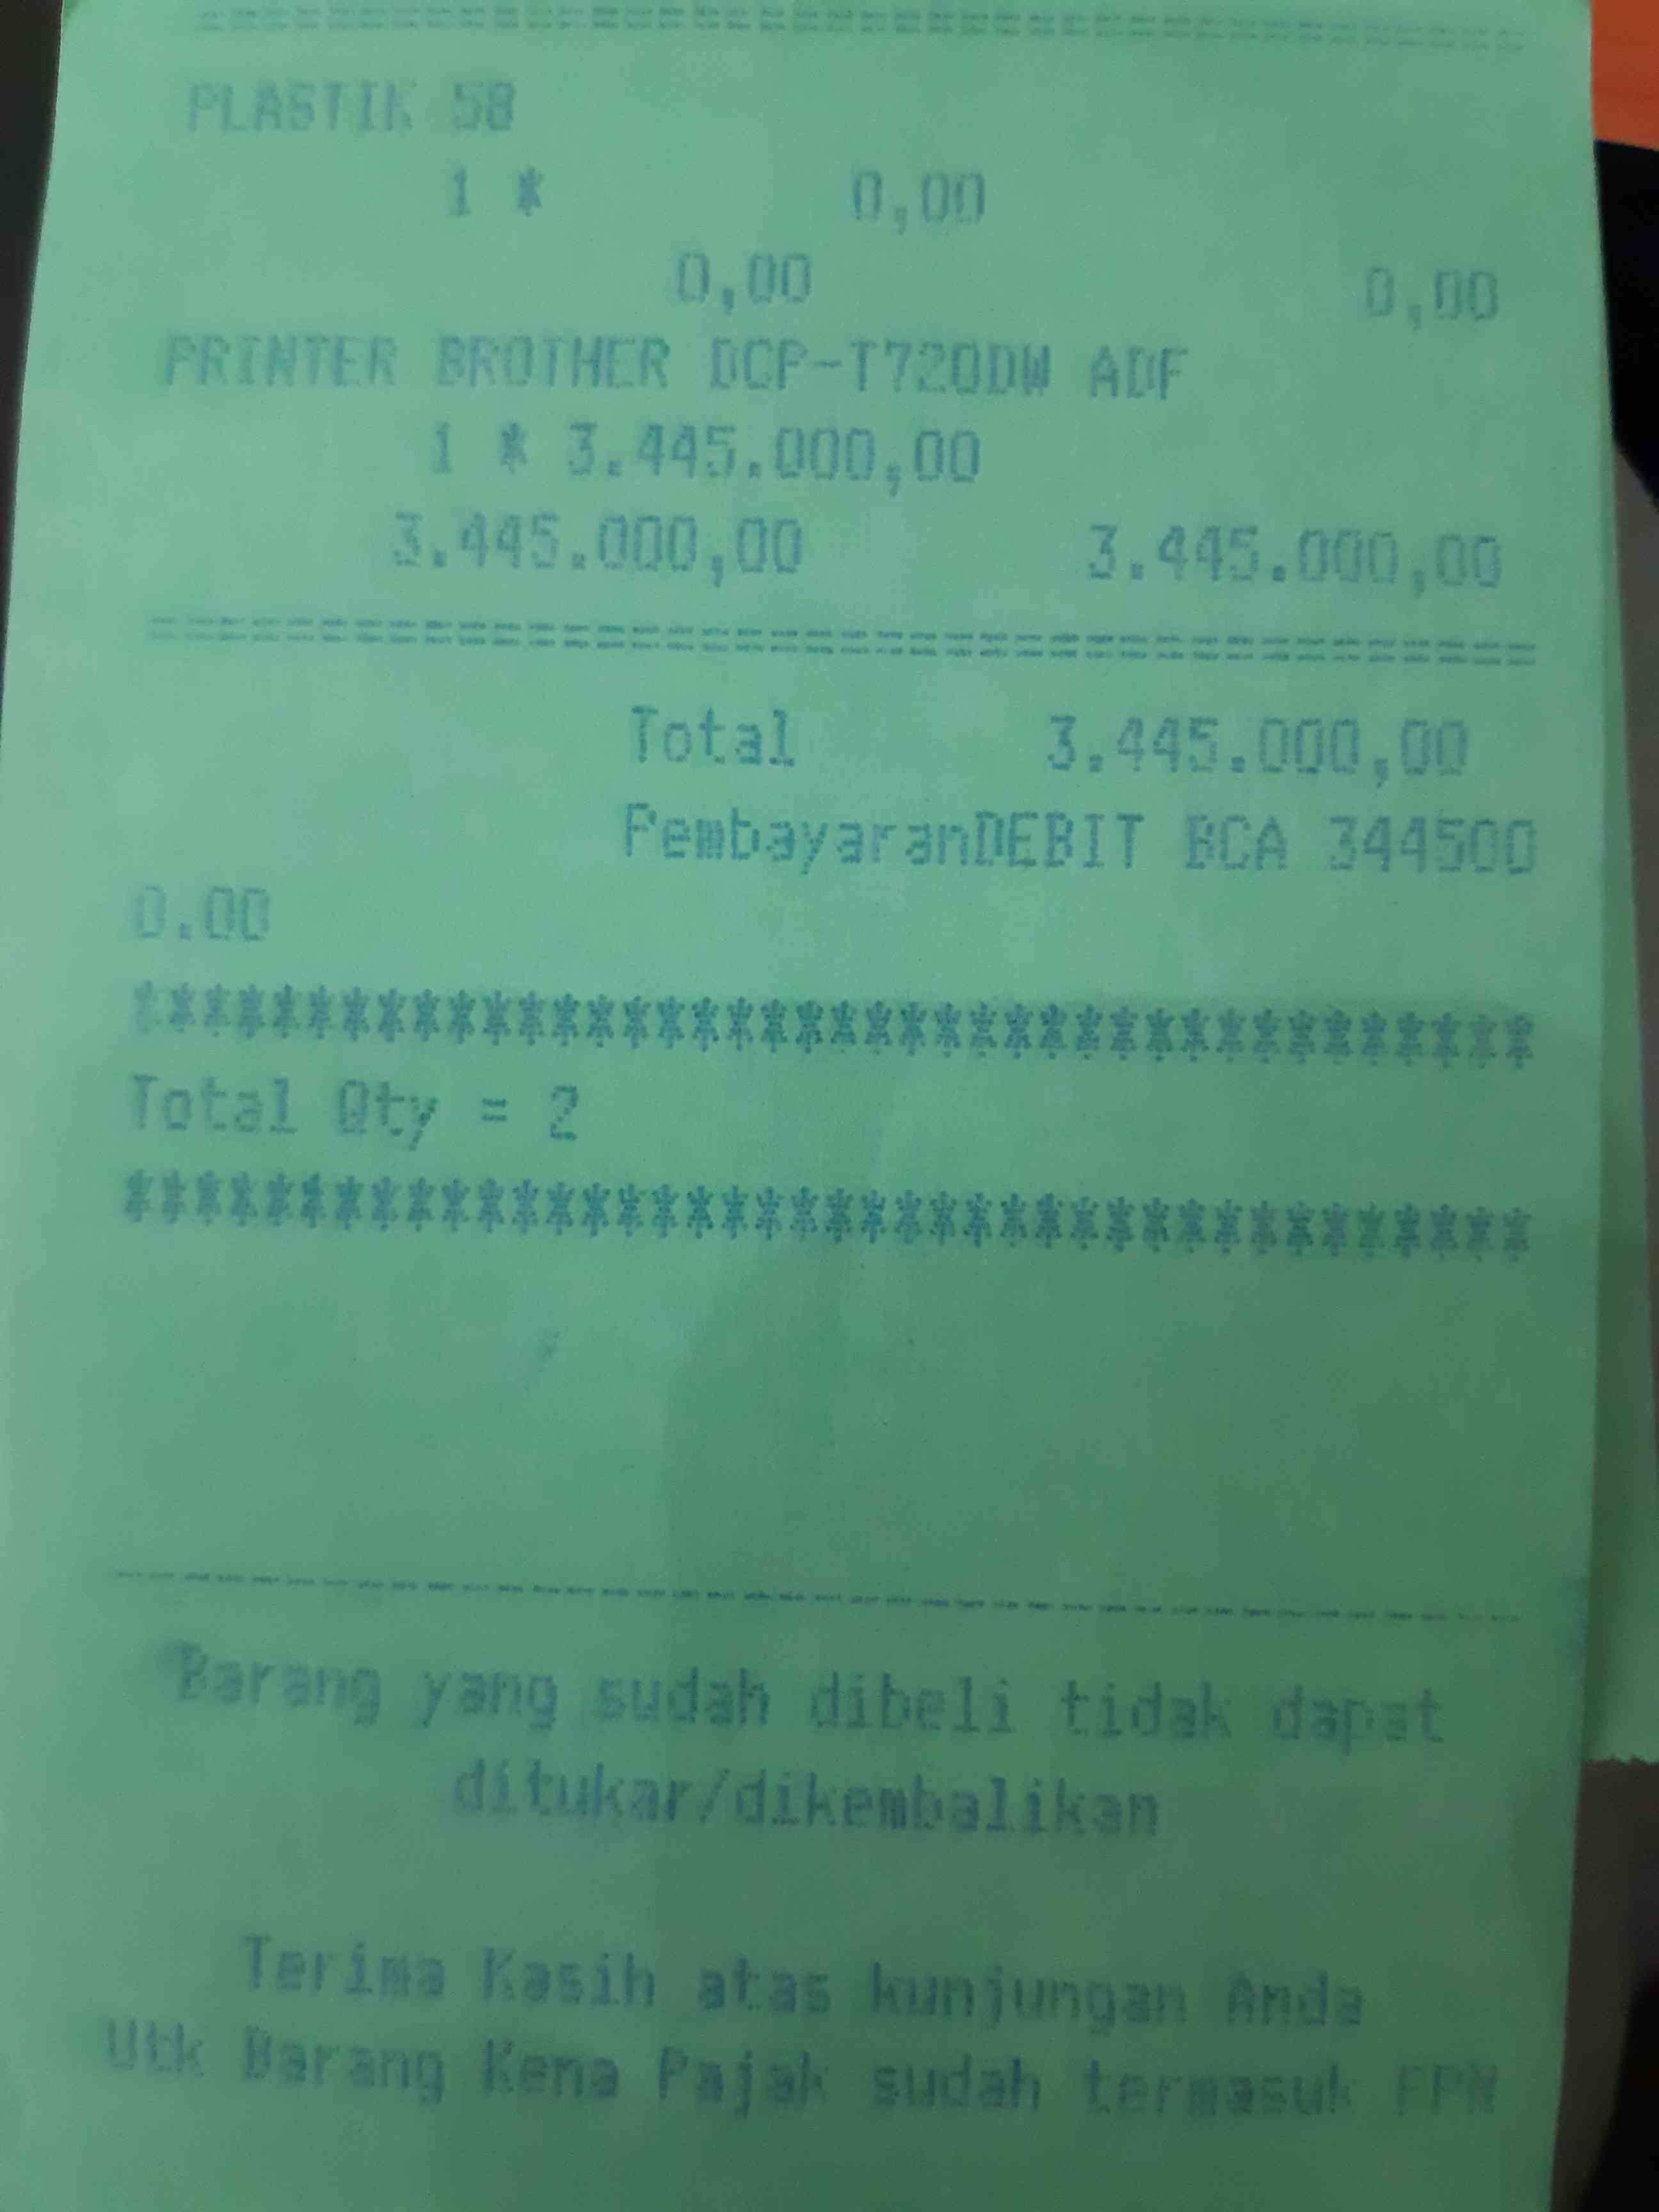 PLASTIK 58
1 * 0,00
0,00 0,00
PRINTER BROTHER DCP-T720DW ADF
1 * 3.445.000,00
3.445.000,00 3.445.000,00
Total 3.445.000,00
PembayaranDEBIT BCA 344500
0.00
****************************************
Total Qty = 2
****************************************
Barang yang sudah dibeli tidak dapat
ditukar/dikembalikan
Terima Kasih atas kunjungan Anda
Utk Barang Kena Pajak sudah termasuk PPN